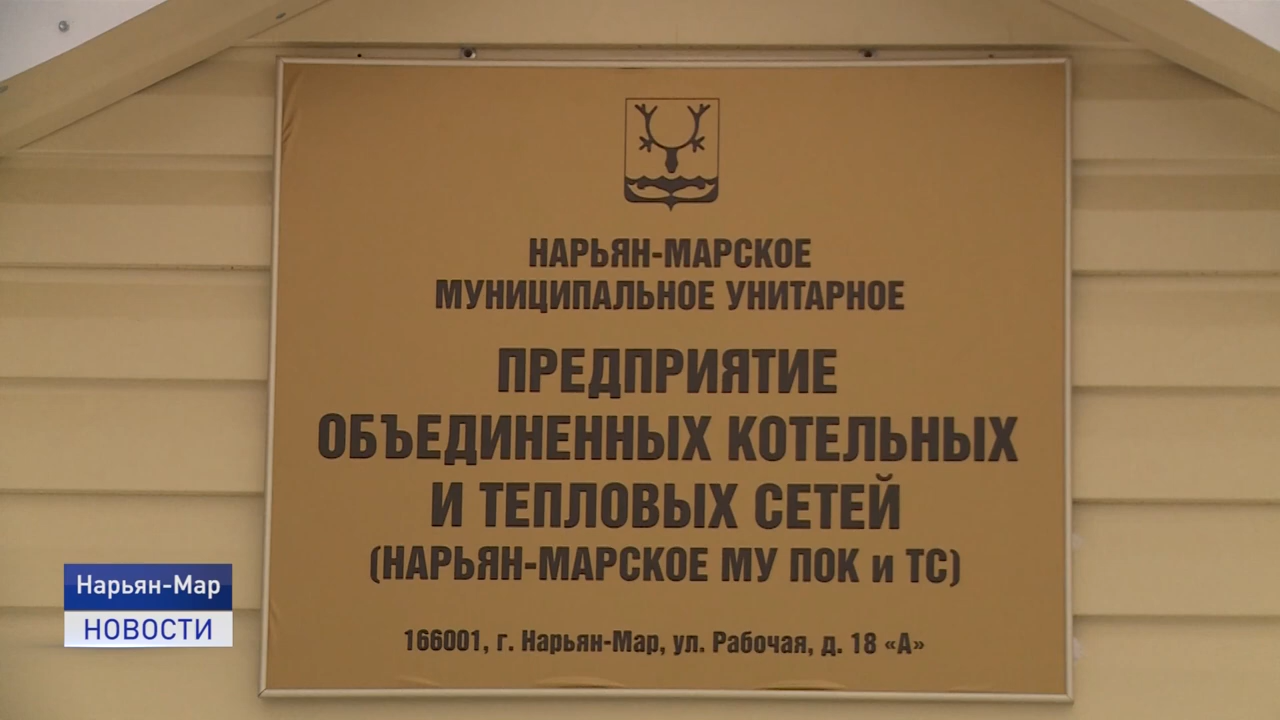 НАРЬЯН-МАРСКОЕ
МУНИЦИПАЛЬНОЕ УНИТАРНОЕ
ПРЕДПРИЯТИЕ
ОБЪЕДИНЕННЫХ КОТЕЛЬНЫХ
И ТЕПЛОВЫХ СЕТЕЙ
(НАРЬЯН-МАРСКОЕ МУ ПОК и ТС)
166001, г. Нарьян-Мар, ул. Рабочая, д. 18 «А»
Нарьян-Мар
НОВОСТИ